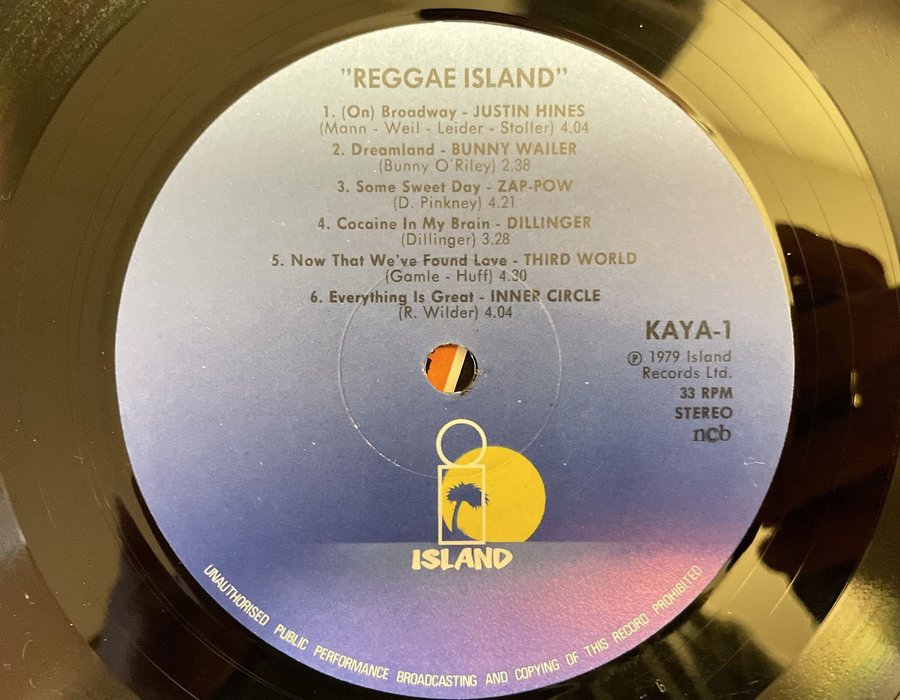 "REGGAE ISLAND"
1. (On) Broadway - JUSTIN HINES
(Mann - Weil - Leider - Stoller) 4.04
2. Dreamland - BUNNY WAILER
(Bunny O'Riley) 2.38
3. Some Sweet Day - ZAP-POW
(D. Pinkney) 4.21
4. Cocaine In My Brain - DILLINGER
(Dillinger) 3.28
5. Now That We've Found Love - THIRD WORLD
(Gamle - Huff) 4.30
6. Everything Is Great - INNER CIRCLE
(R. Wilder) 4.04
KAYA-1
℗ 1979 Island
Records Ltd.
33 RPM
STEREO
ncb
ISLAND
UNAUTHORISED PUBLIC PERFORMANCE BROADCASTING AND COPYING OF THIS RECORD PROHIBITED